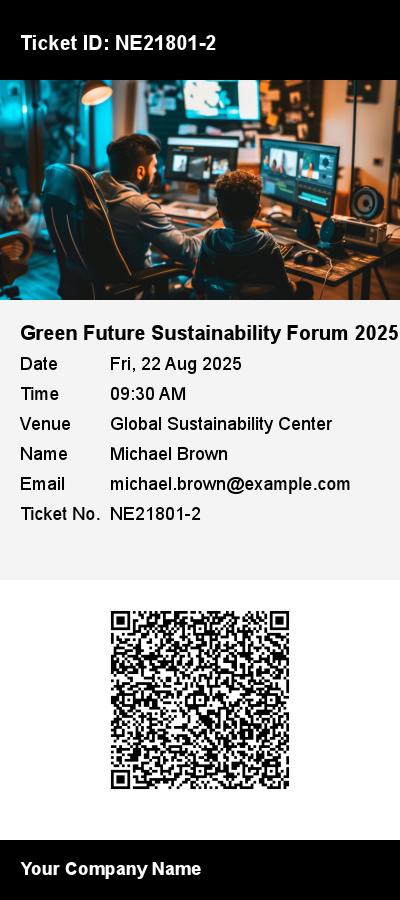 Ticket ID: NE21801-2
Green Future Sustainability Forum 2025
Date Fri, 22 Aug 2025
Time 09:30 AM
Venue Global Sustainability Center
Name Michael Brown
Email michael.brown@example.com
Ticket No. NE21801-2
Your Company Name